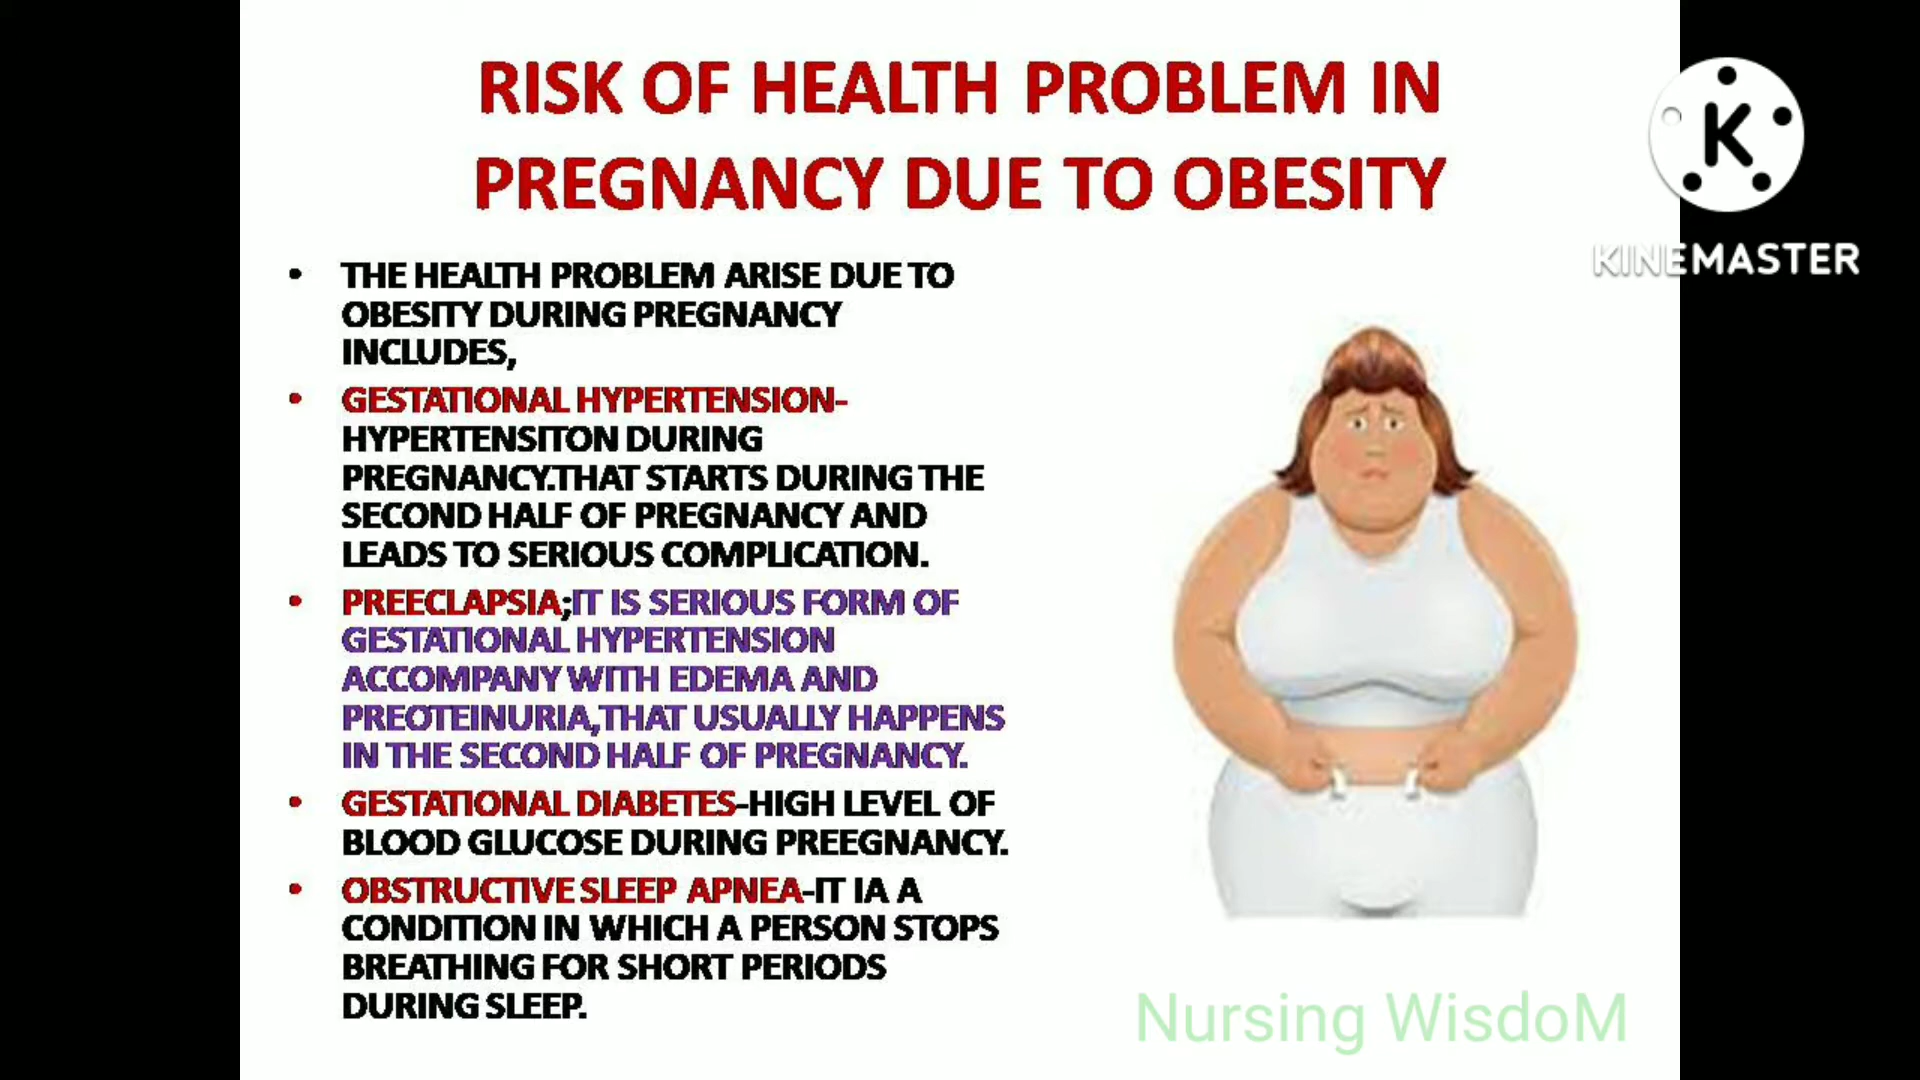 RISK OF HEALTH PROBLEM IN
PREGNANCY DUE TO OBESITY
K
KINEMASTER
• THE HEALTH PROBLEM ARISE DUE TO
OBESITY DURING PREGNANCY
INCLUDES,
• GESTATIONAL HYPERTENSION-
HYPERTENSITON DURING
PREGNANCY.THAT STARTS DURING THE
SECOND HALF OF PREGNANCY AND
LEADS TO SERIOUS COMPLICATION.
• PREECLAPSIA;IT IS SERIOUS FORM OF
GESTATIONAL HYPERTENSION
ACCOMPANY WITH EDEMA AND
PREOTEINURIA,THAT USUALLY HAPPENS
IN THE SECOND HALF OF PREGNANCY.
• GESTATIONAL DIABETES-HIGH LEVEL OF
BLOOD GLUCOSE DURING PREEGNANCY.
• OBSTRUCTIVE SLEEP APNEA-IT IA A
CONDITION IN WHICH A PERSON STOPS
BREATHING FOR SHORT PERIODS
DURING SLEEP.
Nursing WisdoM